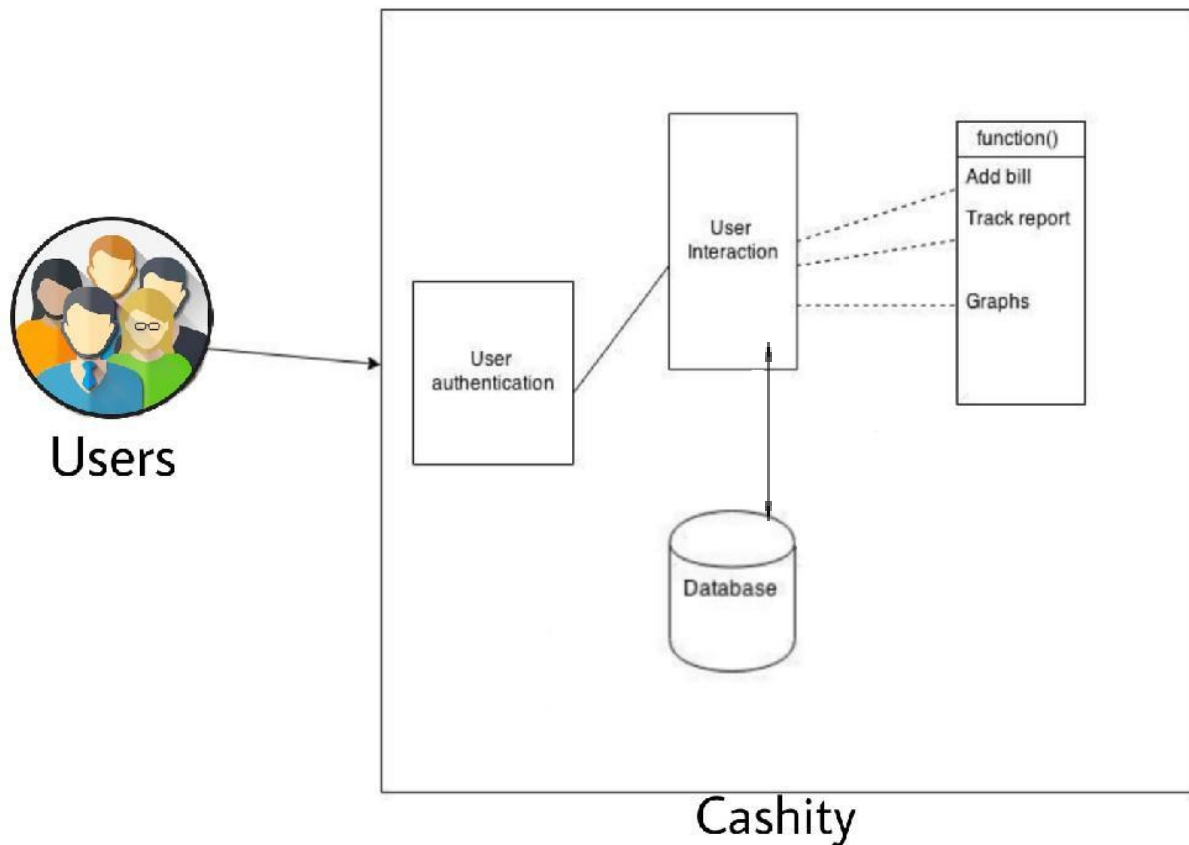 Users
User
authentication
User
Interaction
function()
Add bill
Track report
Graphs
Database
Cashity